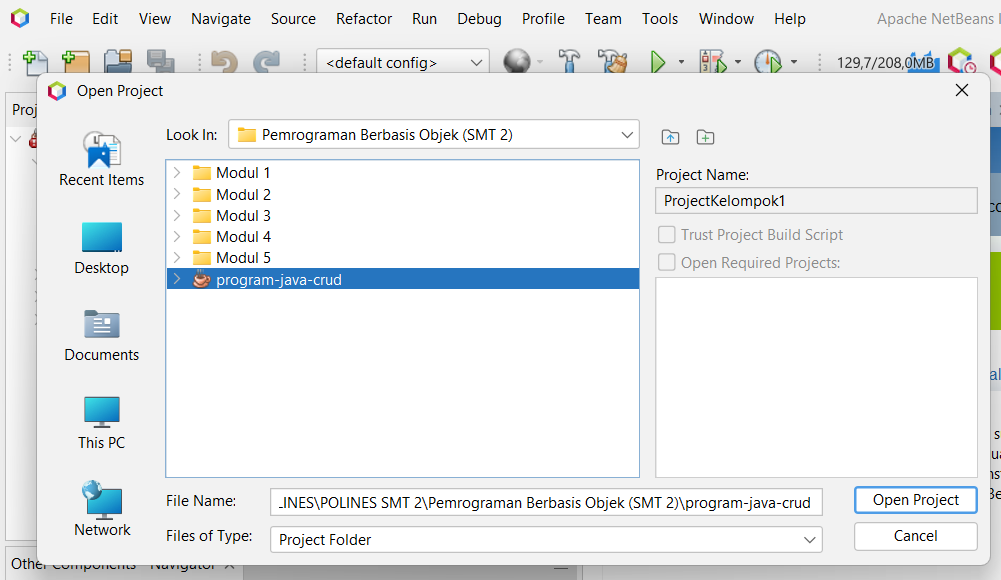 File Edit View Navigate Source Refactor Run Debug Profile Team Tools Window Help Apache NetBeans
<default config> 129,7/208,0MB
Open Project
Proj
Look In: Pemrograman Berbasis Objek (SMT 2)
Recent Items
Desktop
Documents
This PC
Network
Modul 1
Modul 2
Modul 3
Modul 4
Modul 5
program-java-crud
Project Name:
ProjectKelompok1
Trust Project Build Script
Open Required Projects:
File Name: .INES\POLINES SMT 2\Pemrograman Berbasis Objek (SMT 2)\program-java-crud
Files of Type: Project Folder
Open Project
Cancel
Other Components Navigator